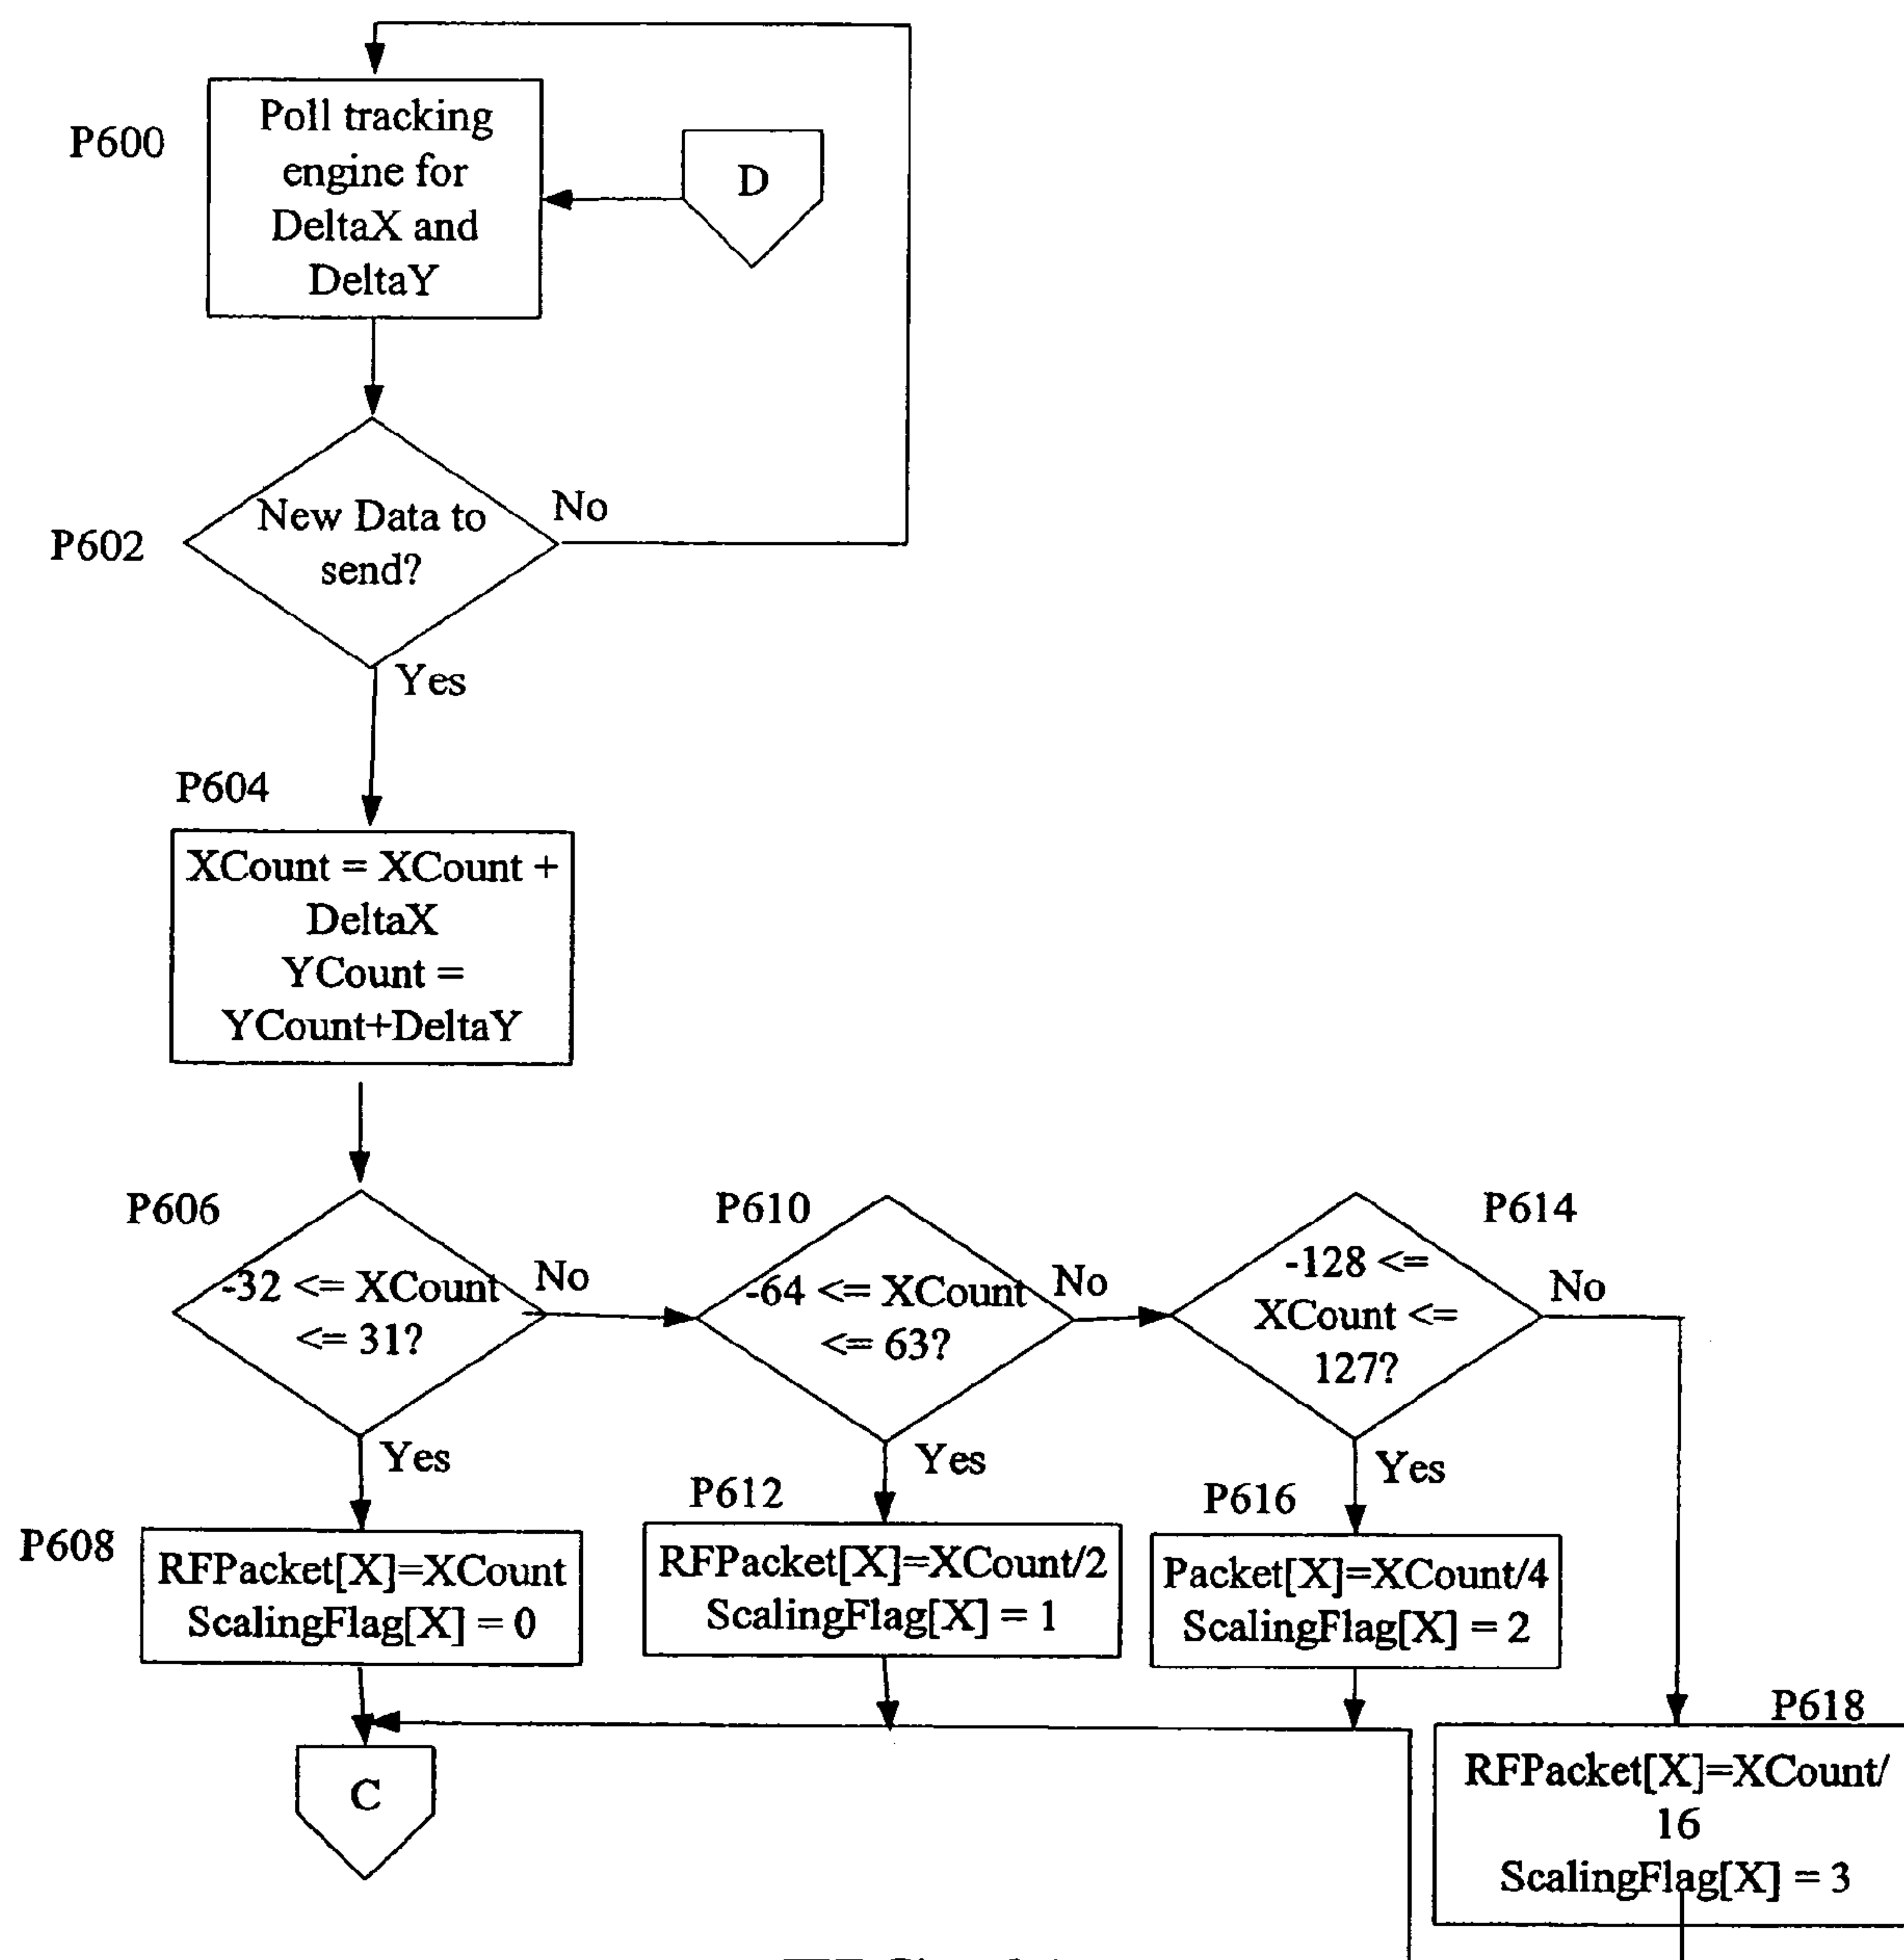 P600
Poll tracking
engine for
DeltaX and
DeltaY
D
P602
New Data to
send?
No
Yes
P604
XCount = XCount +
DeltaX
YCount =
YCount+DeltaY
P606
-32 <= XCount
<= 31?
No
Yes
P610
-64 <= XCount
<= 63?
No
Yes
P614
-128 <=
XCount <=
127?
No
Yes
P608
RFPacket[X]=XCount
ScalingFlag[X] = 0
P612
RFPacket[X]=XCount/2
ScalingFlag[X] = 1
P616
Packet[X]=XCount/4
ScalingFlag[X] = 2
P618
RFPacket[X]=XCount/
16
ScalingFlag[X] = 3
C